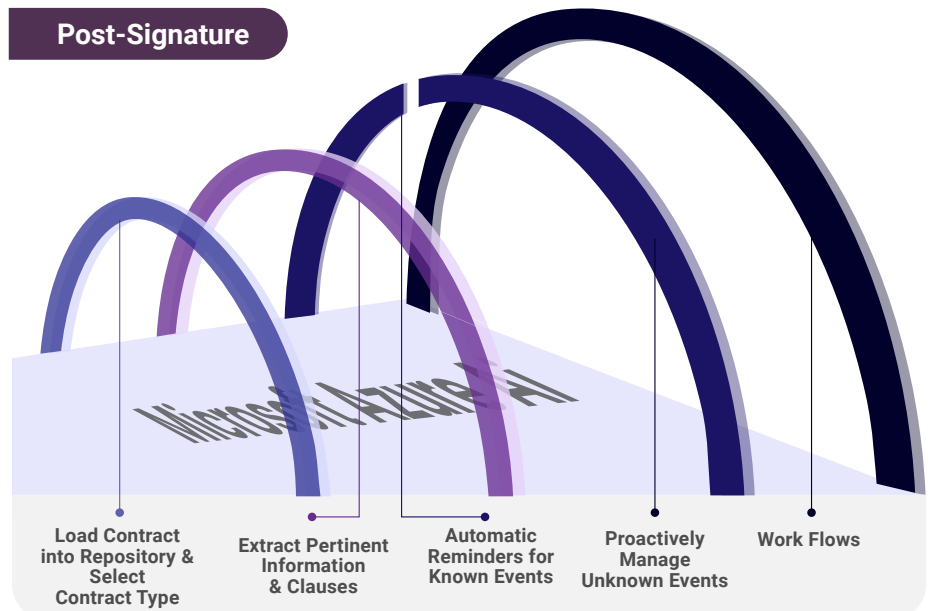 Post-Signature
Microsoft Azure AI
Load Contract
into Repository &
Select
Contract Type
Extract Pertinent
Information
& Clauses
Automatic
Reminders for
Known Events
Proactively
Manage
Unknown Events
Work Flows